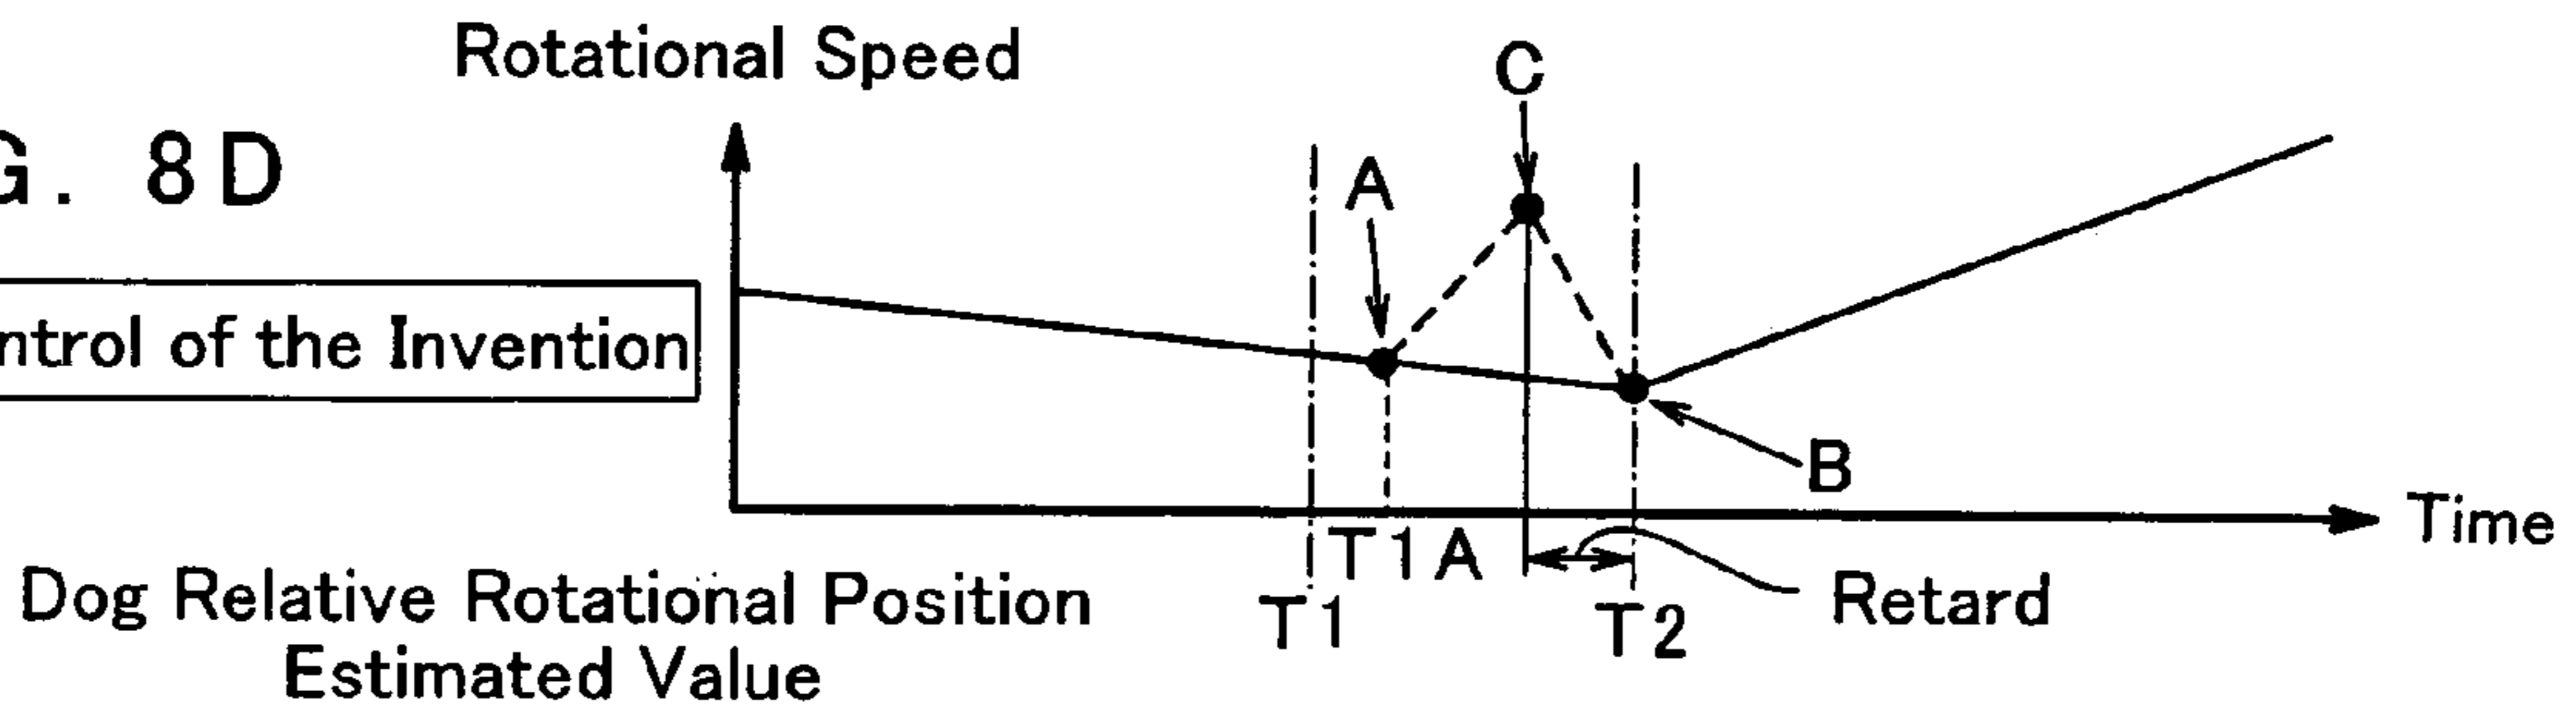 Rotational Speed
C
G. 8D
A
ntrol of the Invention
B
Time
T1A
Dog Relative Rotational Position
Estimated Value
T1
T2
Retard